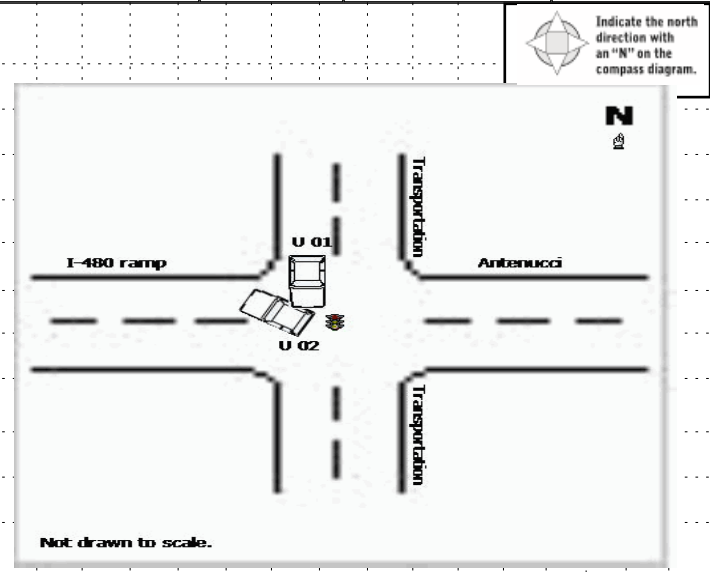 Indicate the north
direction with
an "N" on the
compass diagram.
N
Transportation
U 01
I-480 ramp
Antenucci
U 02
Transportation
Not drawn to scale.